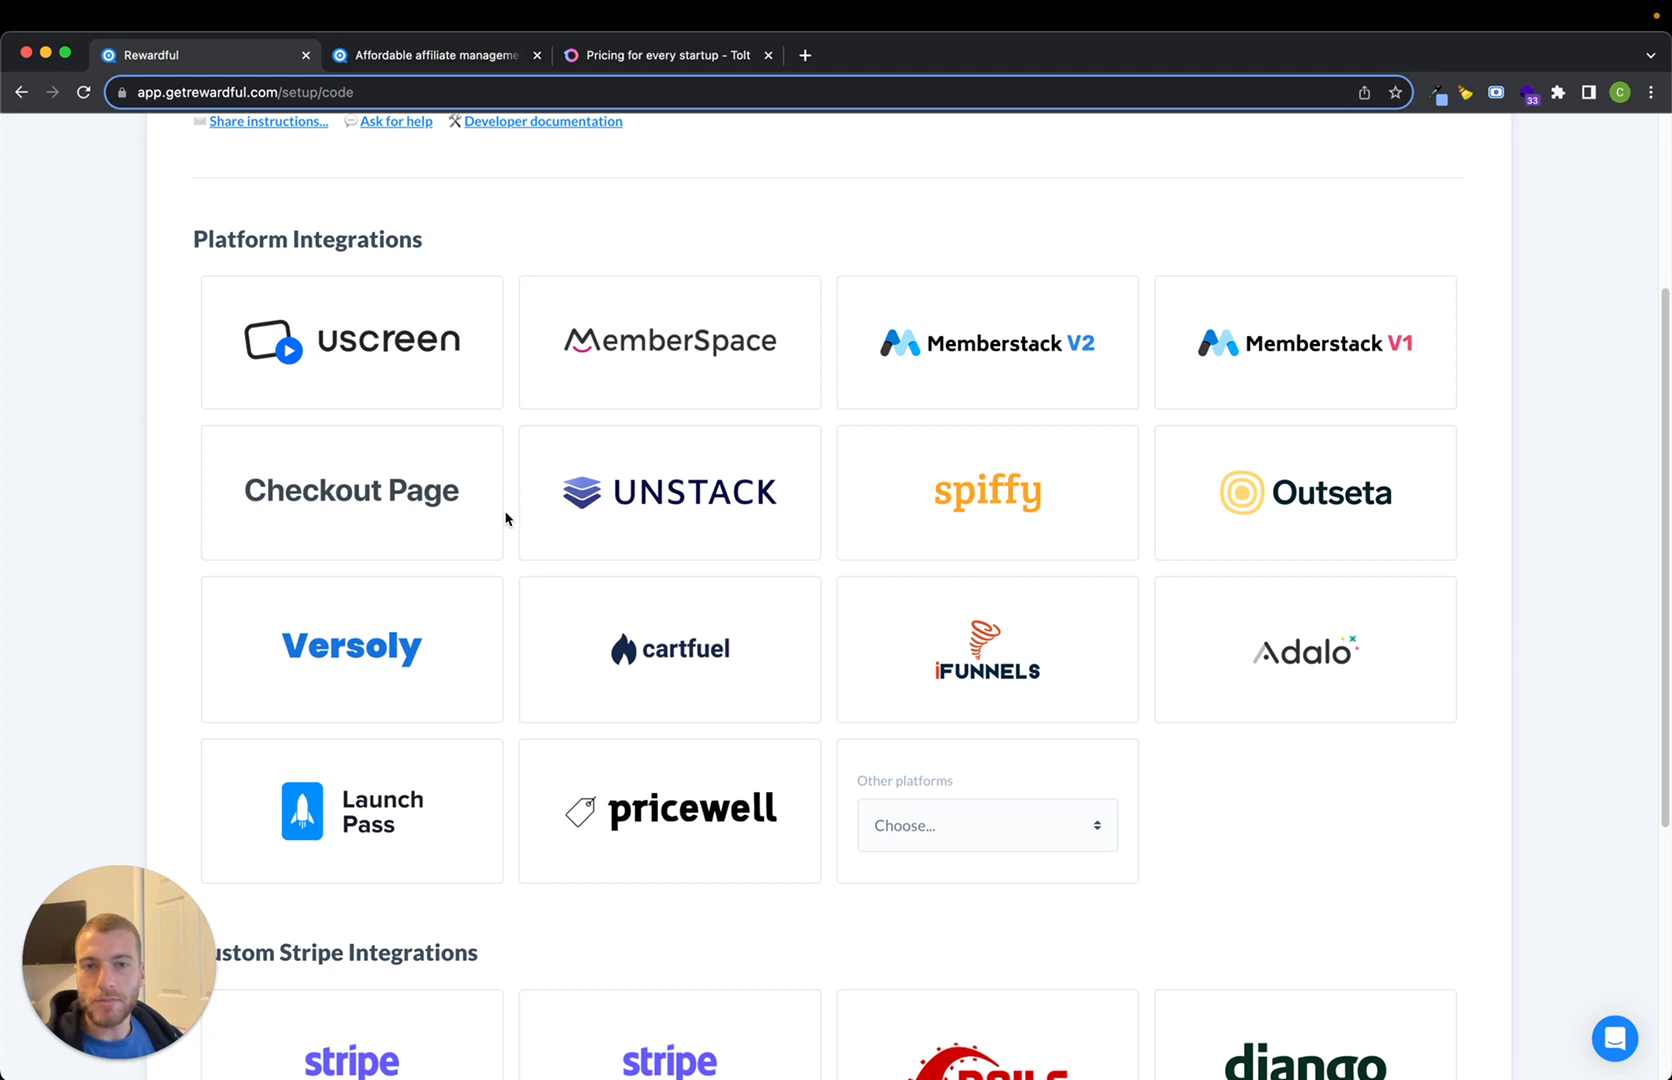 Rewardful
Affordable affiliate manageme
Pricing for every startup - Tolt
app.getrewardful.com/setup/code
33
C
Share instructions...
Ask for help
Developer documentation
Platform Integrations
uscreen
MemberSpace
Memberstack V2
Memberstack V1
Checkout Page
UNSTACK
spiffy
Outseta
Versoly
cartfuel
iFUNNELS
Adalo
Launch
Pass
pricewell
Other platforms
Choose...
ustom Stripe Integrations
stripe
stripe
RAILS
django